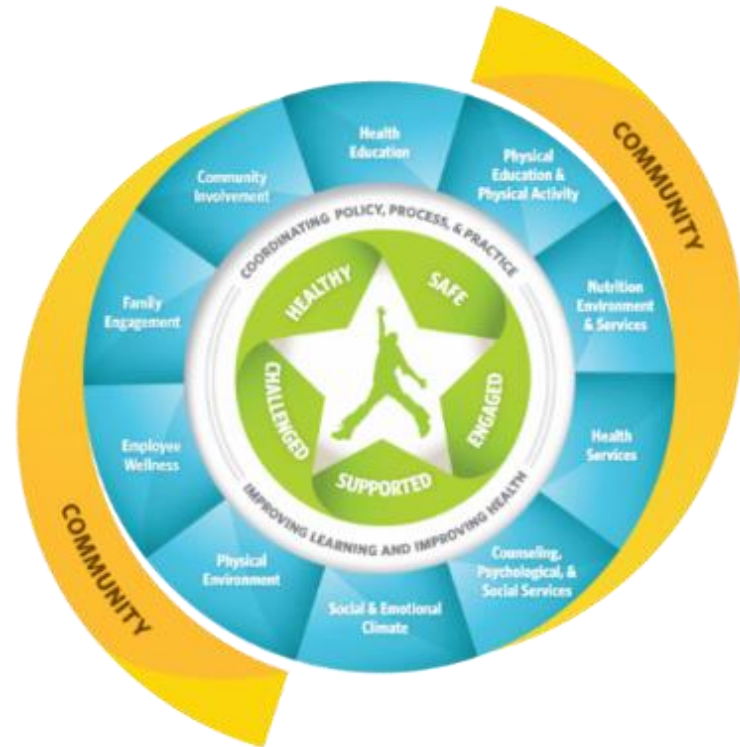 COMMUNITY
Health
Education
Physical
Education &
Physical Activity
Nutrition
Environment
& Services
Health
Services
Counseling,
Psychological, &
Social Services
Social & Emotional
Climate
Physical
Environment
Employee
Wellness
Family
Engagement
Community
Involvement
COORDINATING POLICY, PROCESS, & PRACTICE
IMPROVING LEARNING AND IMPROVING HEALTH
HEALTHY
SAFE
ENGAGED
SUPPORTED
CHALLENGED
COMMUNITY